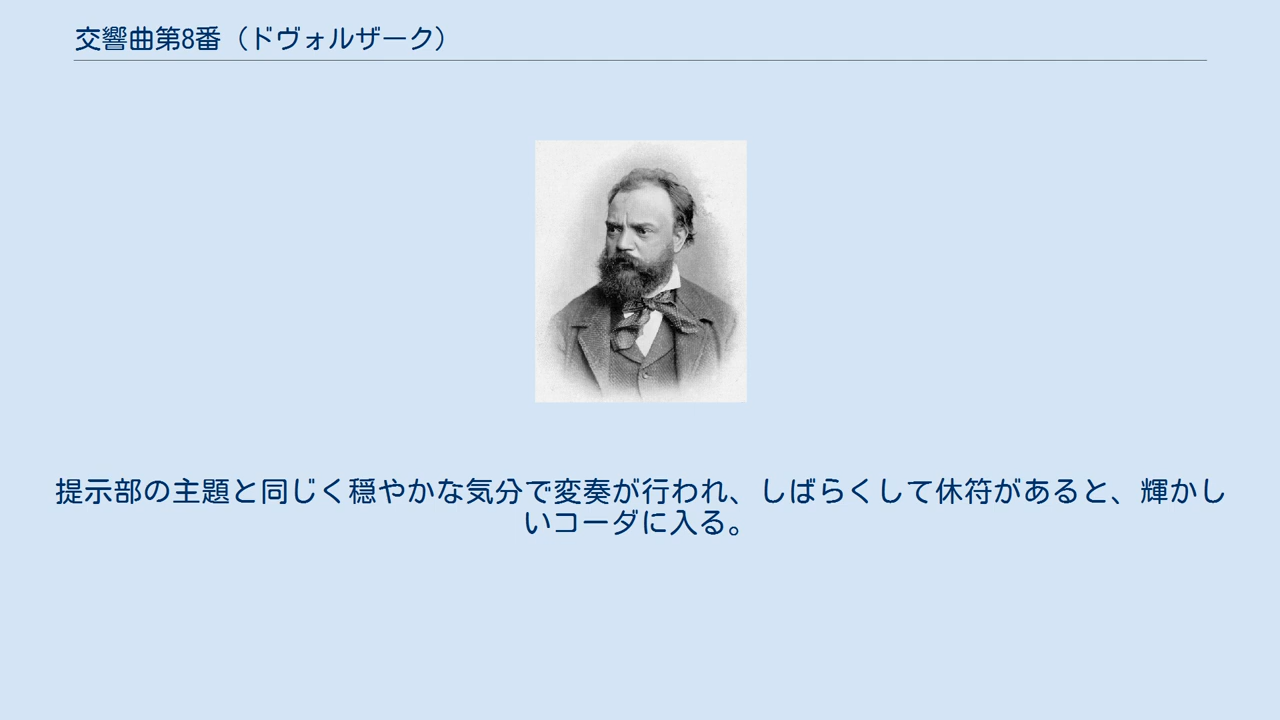 交響曲第8番（ドヴォルザーク）
提示部の主題と同じく穏やかな気分で変奏が行われ、しばらくして休符があると、輝かし
いコーダに入る。